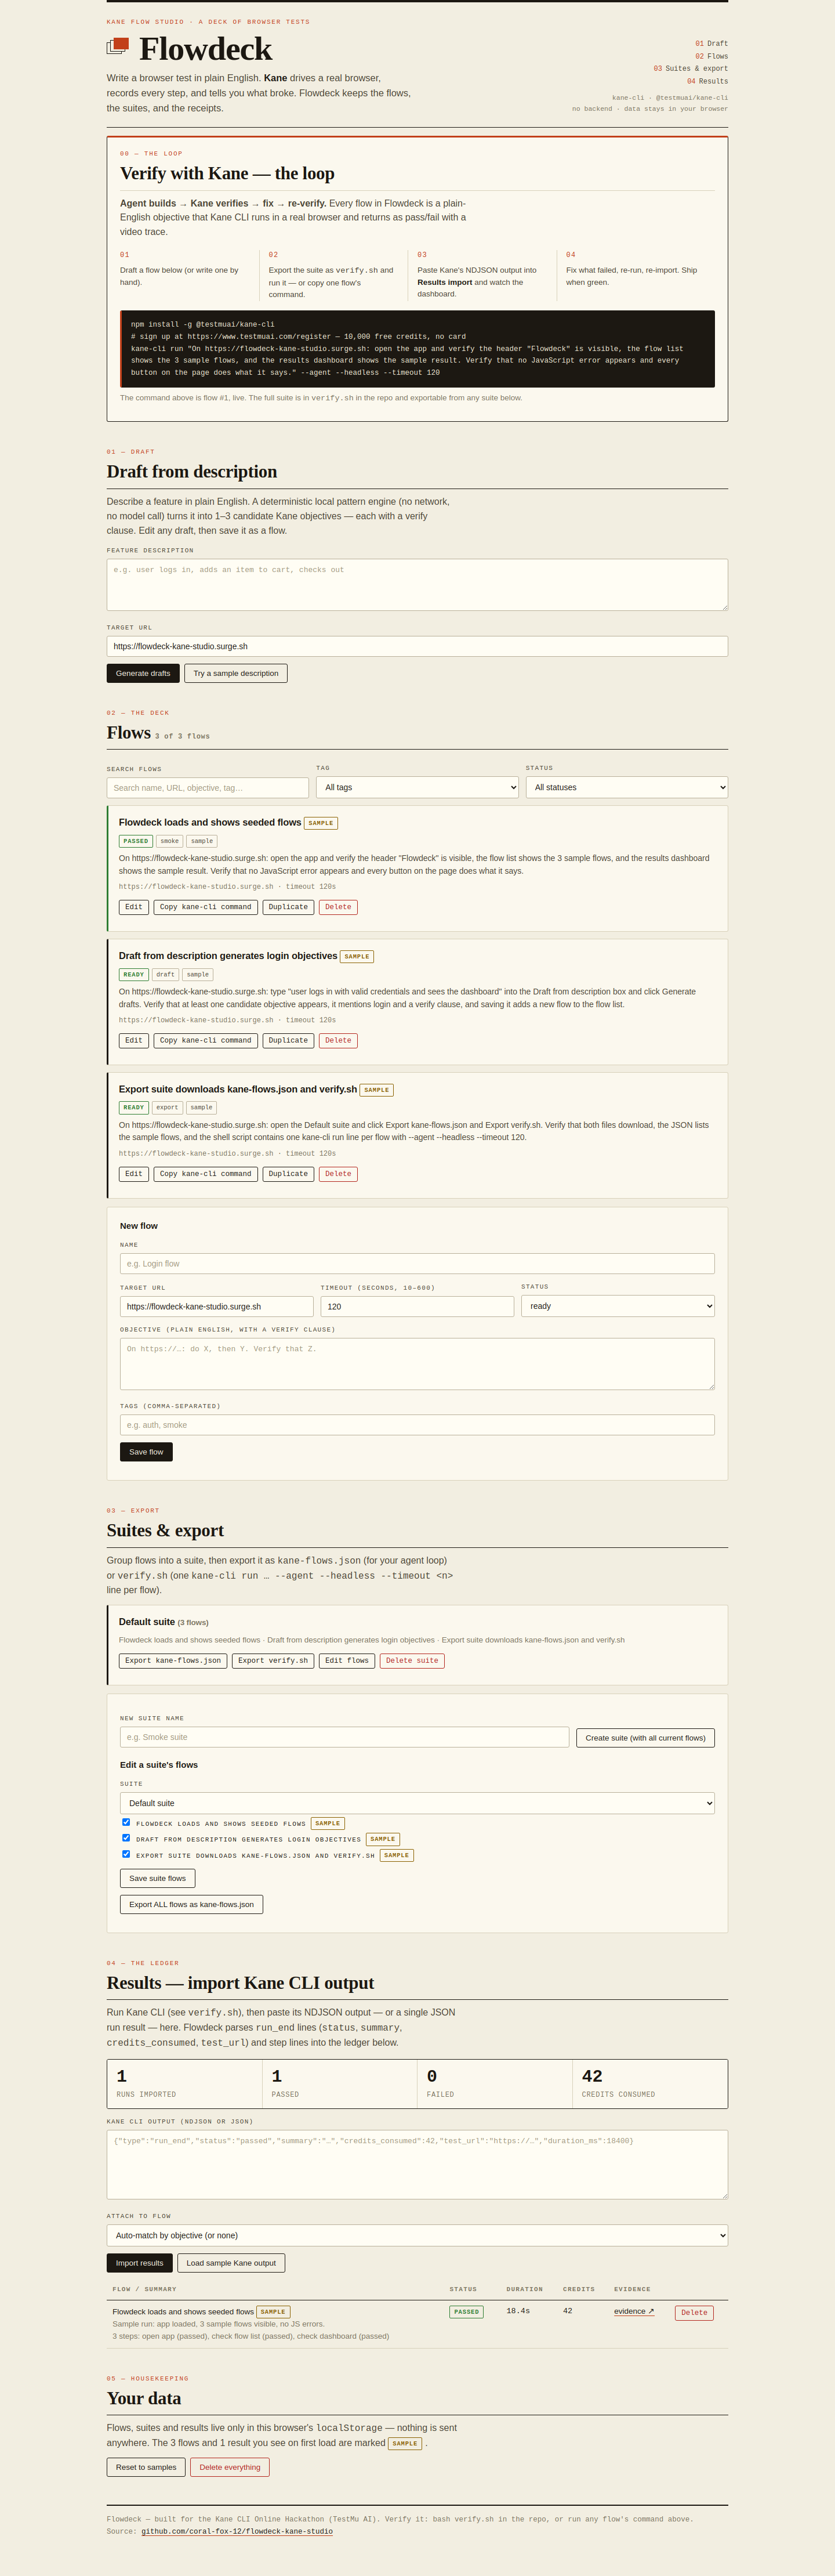 KANE FLOW STUDIO · A DECK OF BROWSER TESTS
Flowdeck
Write a browser test in plain English. Kane drives a real browser,
records every step, and tells you what broke. Flowdeck keeps the flows,
the suites, and the receipts.
01 Draft
02 Flows
03 Suites & export
04 Results
kane-cli · @testmuai/kane-cli
no backend · data stays in your browser
00 — THE LOOP
Verify with Kane — the loop
Agent builds → Kane verifies → fix → re-verify. Every flow in Flowdeck is a plain-
English objective that Kane CLI runs in a real browser and returns as pass/fail with a
video trace.
01
Draft a flow below (or write one by
hand).
02
Export the suite as verify.sh and
run it — or copy one flow's
command.
03
Paste Kane's NDJSON output into
Results import and watch the
dashboard.
04
Fix what failed, re-run, re-import. Ship
when green.
npm install -g @testmuai/kane-cli
# sign up at https://www.testmuai.com/register — 10,000 free credits, no card
kane-cli run "On https://flowdeck-kane-studio.surge.sh: open the app and verify the header "Flowdeck" is visible, the flow list
shows the 3 sample flows, and the results dashboard shows the sample result. Verify that no JavaScript error appears and every
button on the page does what it says." --agent --headless --timeout 120
The command above is flow #1, live. The full suite is in verify.sh in the repo and exportable from any suite below.
01 — DRAFT
Draft from description
Describe a feature in plain English. A deterministic local pattern engine (no network,
no model call) turns it into 1–3 candidate Kane objectives — each with a verify
clause. Edit any draft, then save it as a flow.
FEATURE DESCRIPTION
e.g. user logs in, adds an item to cart, checks out
TARGET URL
https://flowdeck-kane-studio.surge.sh
Generate drafts
Try a sample description
02 — THE DECK
Flows 3 of 3 flows
SEARCH FLOWS
TAG
STATUS
Search name, URL, objective, tag…
All tags
All statuses
Flowdeck loads and shows seeded flows SAMPLE
PASSED smoke sample
On https://flowdeck-kane-studio.surge.sh: open the app and verify the header "Flowdeck" is visible, the flow list shows the 3 sample flows, and the results dashboard
shows the sample result. Verify that no JavaScript error appears and every button on the page does what it says.
https://flowdeck-kane-studio.surge.sh · timeout 120s
Edit Copy kane-cli command Duplicate Delete
Draft from description generates login objectives SAMPLE
READY draft sample
On https://flowdeck-kane-studio.surge.sh: type "user logs in with valid credentials and sees the dashboard" into the Draft from description box and click Generate
drafts. Verify that at least one candidate objective appears, it mentions login and a verify clause, and saving it adds a new flow to the flow list.
https://flowdeck-kane-studio.surge.sh · timeout 120s
Edit Copy kane-cli command Duplicate Delete
Export suite downloads kane-flows.json and verify.sh SAMPLE
READY export sample
On https://flowdeck-kane-studio.surge.sh: open the Default suite and click Export kane-flows.json and Export verify.sh. Verify that both files download, the JSON lists
the sample flows, and the shell script contains one kane-cli run line per flow with --agent --headless --timeout 120.
https://flowdeck-kane-studio.surge.sh · timeout 120s
Edit Copy kane-cli command Duplicate Delete
New flow
NAME
e.g. Login flow
TARGET URL
TIMEOUT (SECONDS, 10–600)
STATUS
https://flowdeck-kane-studio.surge.sh
120
ready
OBJECTIVE (PLAIN ENGLISH, WITH A VERIFY CLAUSE)
On https://…: do X, then Y. Verify that Z.
TAGS (COMMA-SEPARATED)
e.g. auth, smoke
Save flow
03 — EXPORT
Suites & export
Group flows into a suite, then export it as kane-flows.json (for your agent loop)
or verify.sh (one kane-cli run … --agent --headless --timeout <n>
line per flow).
Default suite (3 flows)
Flowdeck loads and shows seeded flows · Draft from description generates login objectives · Export suite downloads kane-flows.json and verify.sh
Export kane-flows.json Export verify.sh Edit flows Delete suite
NEW SUITE NAME
e.g. Smoke suite
Create suite (with all current flows)
Edit a suite's flows
SUITE
Default suite
FLOWDECK LOADS AND SHOWS SEEDED FLOWS SAMPLE
DRAFT FROM DESCRIPTION GENERATES LOGIN OBJECTIVES SAMPLE
EXPORT SUITE DOWNLOADS KANE-FLOWS.JSON AND VERIFY.SH SAMPLE
Save suite flows
Export ALL flows as kane-flows.json
04 — THE LEDGER
Results — import Kane CLI output
Run Kane CLI (see verify.sh), then paste its NDJSON output — or a single JSON
run result — here. Flowdeck parses run_end lines (status, summary,
credits_consumed, test_url) and step lines into the ledger below.
1
RUNS IMPORTED
1
PASSED
0
FAILED
42
CREDITS CONSUMED
KANE CLI OUTPUT (NDJSON OR JSON)
{"type":"run_end","status":"passed","summary":"…","credits_consumed":42,"test_url":"https://…","duration_ms":18400}
ATTACH TO FLOW
Auto-match by objective (or none)
Import results
Load sample Kane output
FLOW / SUMMARY STATUS DURATION CREDITS EVIDENCE
Flowdeck loads and shows seeded flows SAMPLE PASSED 18.4s 42 evidence ↗ Delete
Sample run: app loaded, 3 sample flows visible, no JS errors.
3 steps: open app (passed), check flow list (passed), check dashboard (passed)
05 — HOUSEKEEPING
Your data
Flows, suites and results live only in this browser's localStorage — nothing is sent
anywhere. The 3 flows and 1 result you see on first load are marked SAMPLE .
Reset to samples
Delete everything
Flowdeck — built for the Kane CLI Online Hackathon (TestMu AI). Verify it: bash verify.sh in the repo, or run any flow's command above.
Source: github.com/coral-fox-12/flowdeck-kane-studio